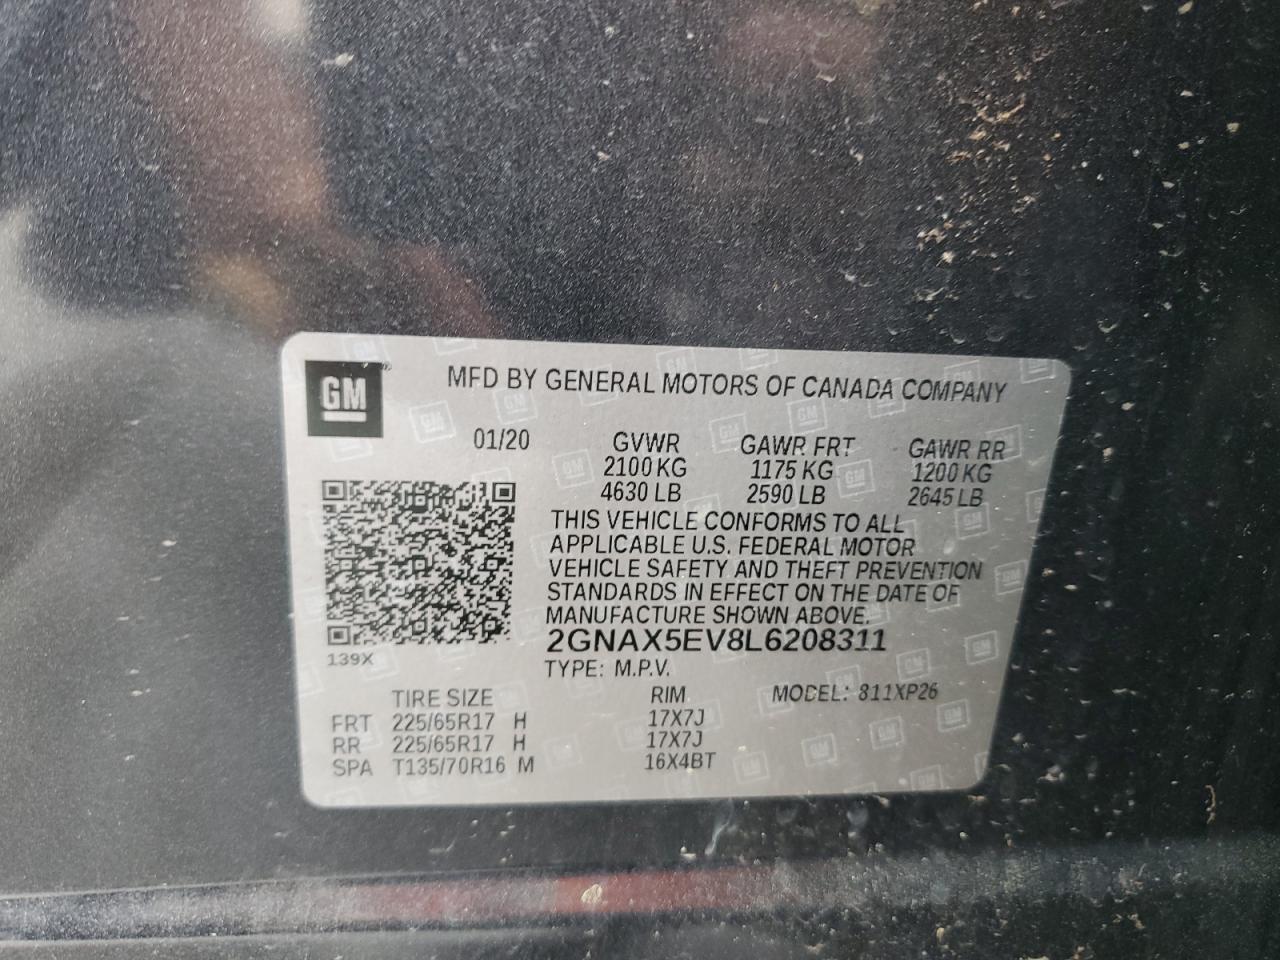 GM
MFD BY GENERAL MOTORS OF CANADA COMPANY
01/20 GVWR GAWR FRT GAWR RR
2100 KG 1175 KG 1200 KG
4630 LB 2590 LB 2645 LB
THIS VEHICLE CONFORMS TO ALL
APPLICABLE U.S. FEDERAL MOTOR
VEHICLE SAFETY AND THEFT PREVENTION
STANDARDS IN EFFECT ON THE DATE OF
MANUFACTURE SHOWN ABOVE.
2GNAX5EV8L6208311
139X
TYPE: M.P.V.
TIRE SIZE RIM MODEL: 811XP26
FRT 225/65R17 H 17X7J
RR 225/65R17 H 17X7J
SPA T135/70R16 M 16X4BT